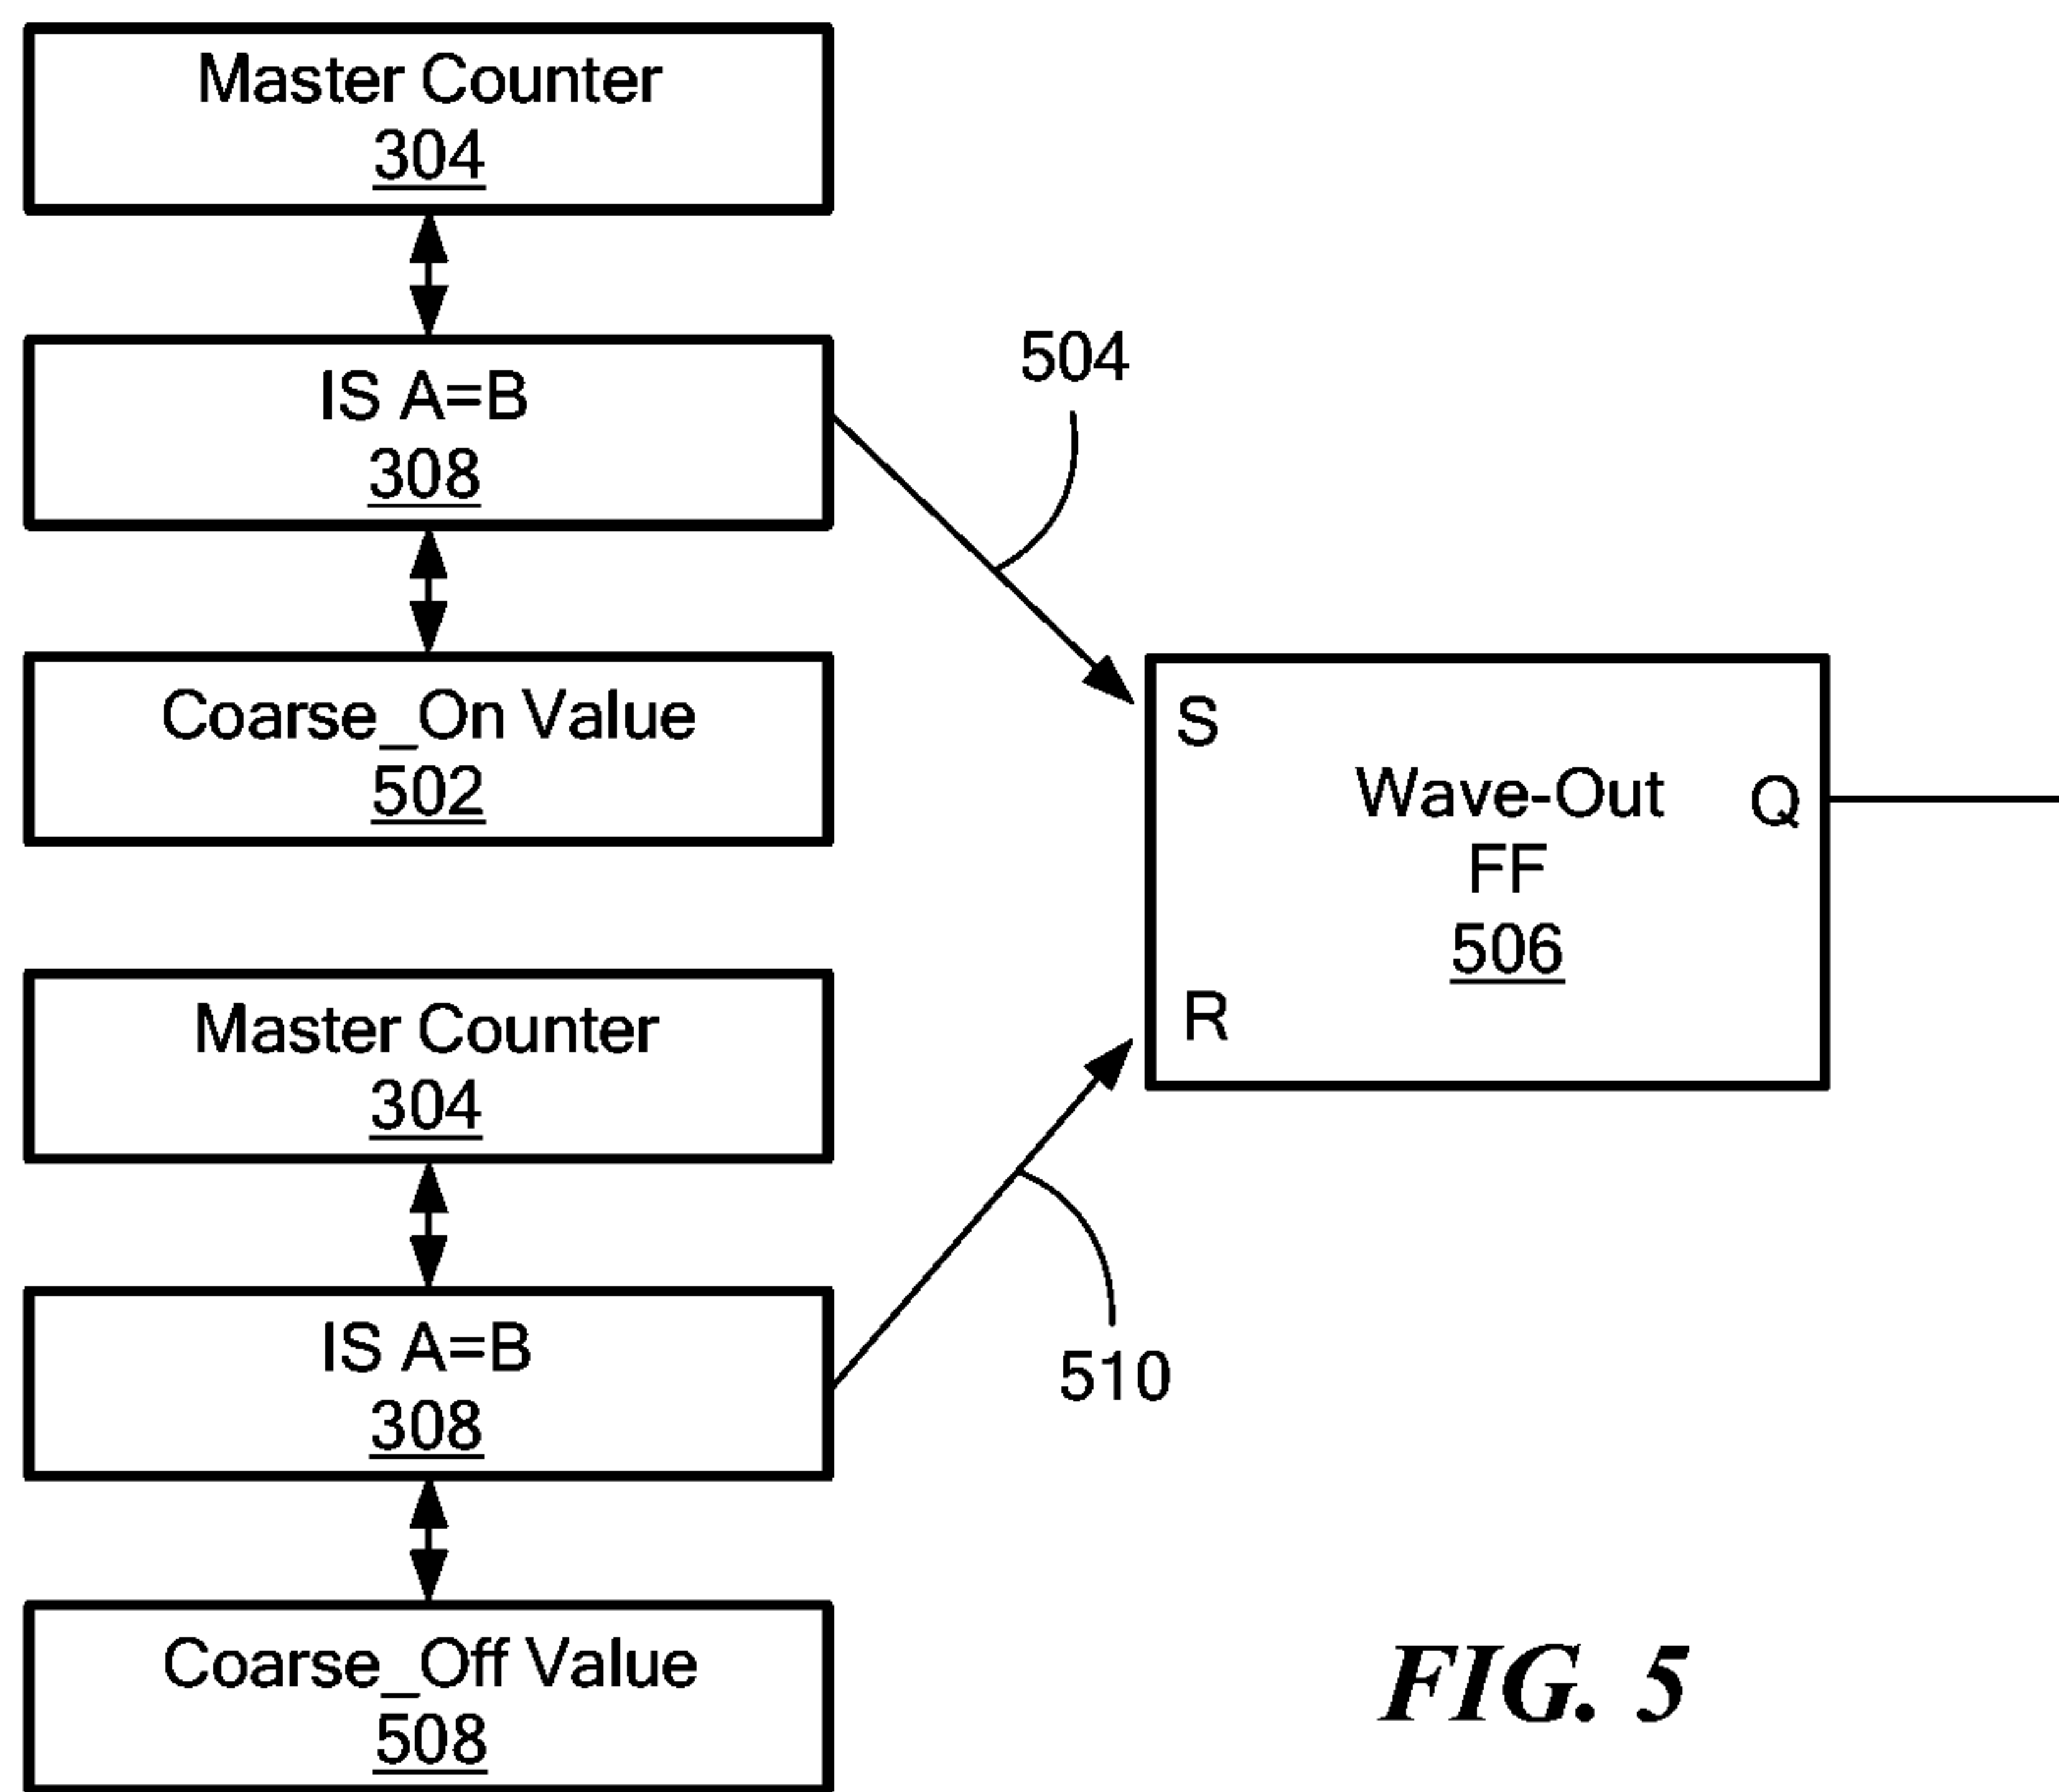 Master Counter
304
IS A=B
308
504
Coarse_On Value
502
S
Wave-Out
FF
506
Q
R
Master Counter
304
IS A=B
308
510
Coarse_Off Value
508
FIG. 5